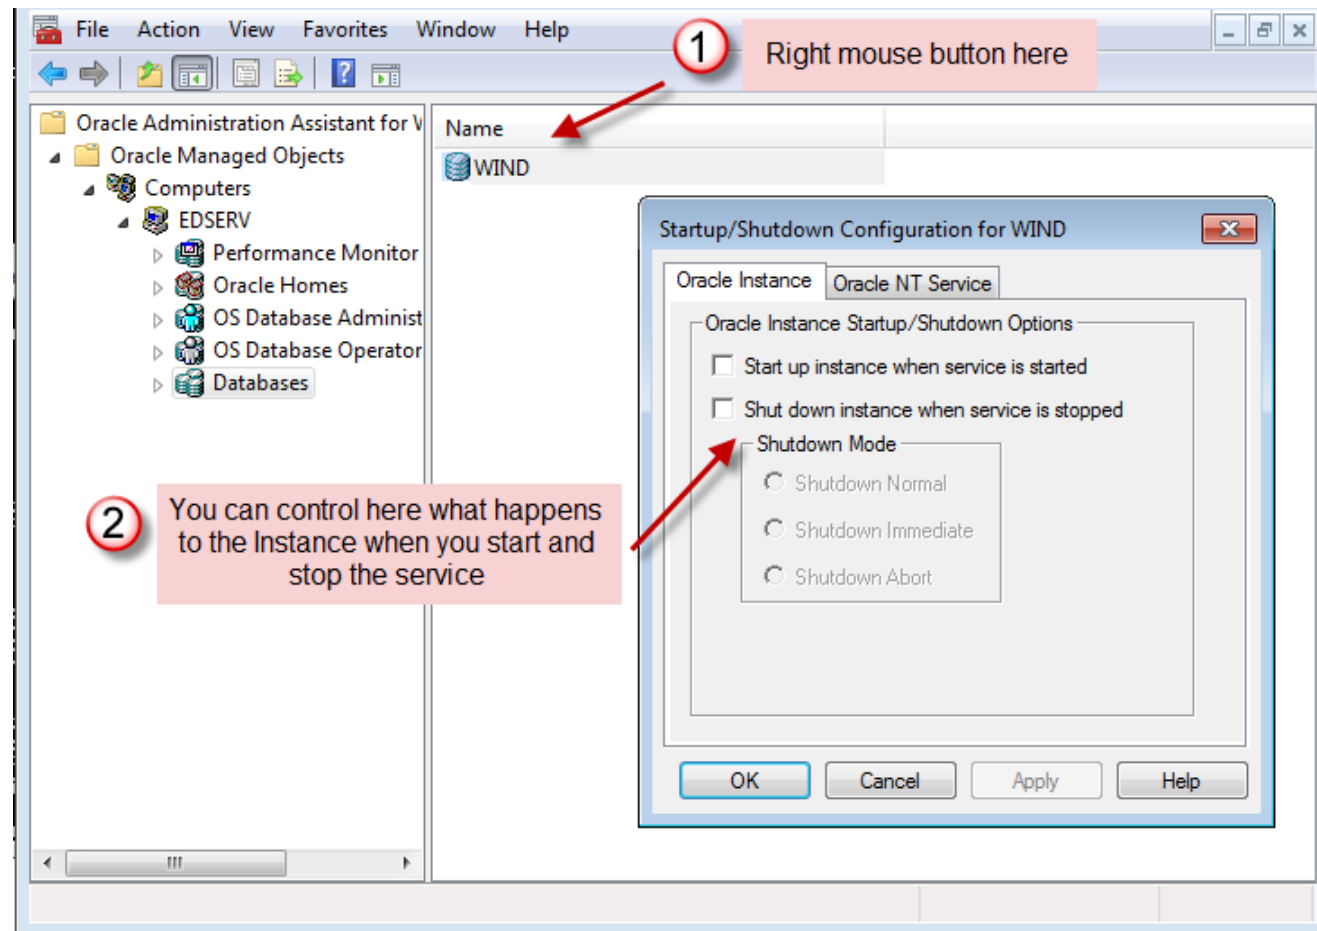 File Action View Favorites Window Help
1
Right mouse button here
Oracle Administration Assistant for W
Name
Oracle Managed Objects
WIND
Computers
EDSERV
Performance Monitor
Oracle Homes
OS Database Administ
OS Database Operator
Databases
Startup/Shutdown Configuration for WIND
Oracle Instance
Oracle NT Service
Oracle Instance Startup/Shutdown Options
Start up instance when service is started
Shut down instance when service is stopped
Shutdown Mode
Shutdown Normal
Shutdown Immediate
Shutdown Abort
2
You can control here what happens
to the Instance when you start and
stop the service
OK
Cancel
Apply
Help